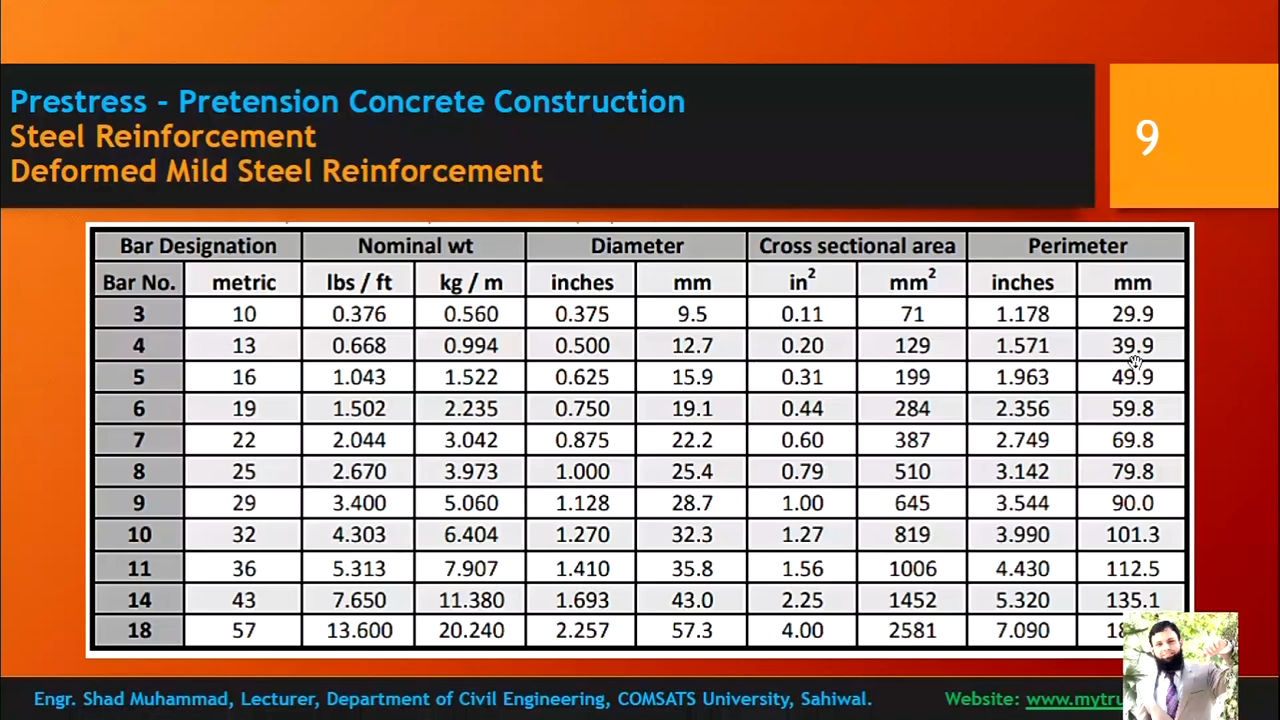 Prestress - Pretension Concrete Construction
Steel Reinforcement
Deformed Mild Steel Reinforcement
9
Bar Designation Nominal wt Diameter Cross sectional area Perimeter
Bar No. metric lbs / ft kg / m inches mm in² mm² inches mm
3 10 0.376 0.560 0.375 9.5 0.11 71 1.178 29.9
4 13 0.668 0.994 0.500 12.7 0.20 129 1.571 39.9
5 16 1.043 1.522 0.625 15.9 0.31 199 1.963 49.9
6 19 1.502 2.235 0.750 19.1 0.44 284 2.356 59.8
7 22 2.044 3.042 0.875 22.2 0.60 387 2.749 69.8
8 25 2.670 3.973 1.000 25.4 0.79 510 3.142 79.8
9 29 3.400 5.060 1.128 28.7 1.00 645 3.544 90.0
10 32 4.303 6.404 1.270 32.3 1.27 819 3.990 101.3
11 36 5.313 7.907 1.410 35.8 1.56 1006 4.430 112.5
14 43 7.650 11.380 1.693 43.0 2.25 1452 5.320 135.1
18 57 13.600 20.240 2.257 57.3 4.00 2581 7.090
Engr. Shad Muhammad, Lecturer, Department of Civil Engineering, COMSATS University, Sahiwal. Website: